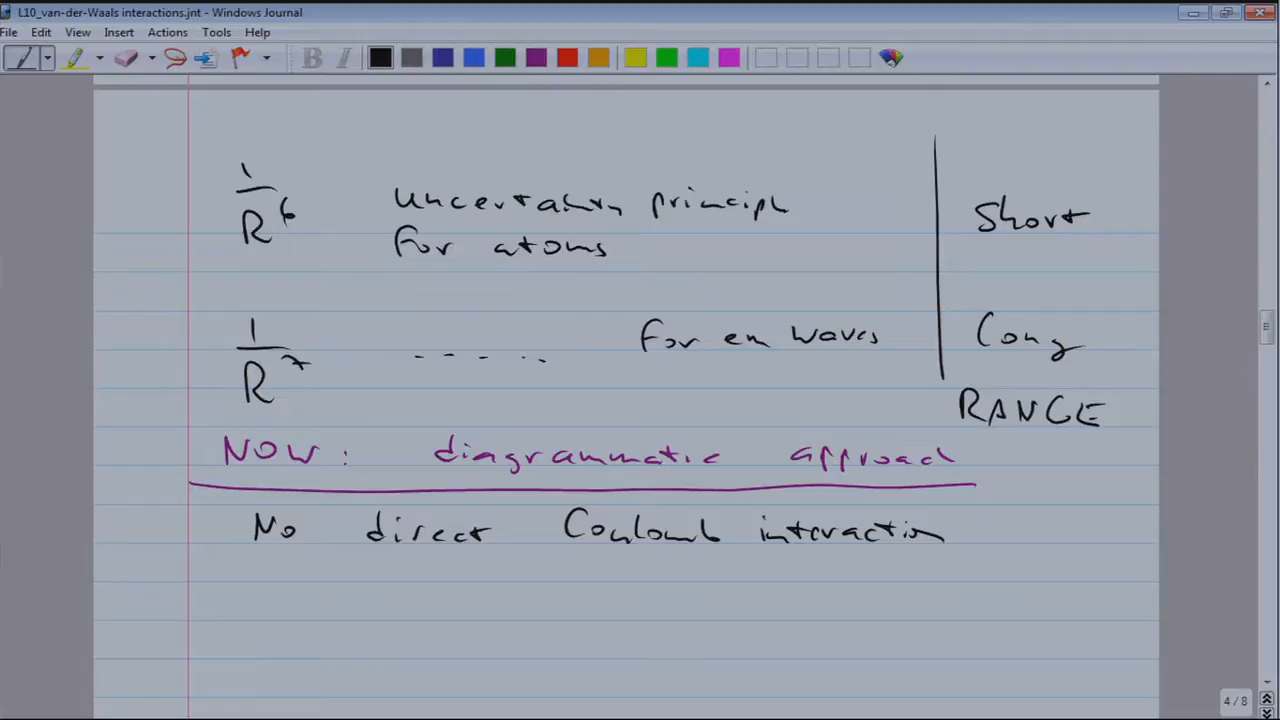 L10_van-der-Waals interactions.jnt - Windows Journal
File Edit View Insert Actions Tools Help
B I
1/R^6 uncertainty principle Short
for atoms
1/R^7 ...... for em waves Long
RANGE
NOW: diagrammatic approach
No direct Coulomb interaction
4 / 8